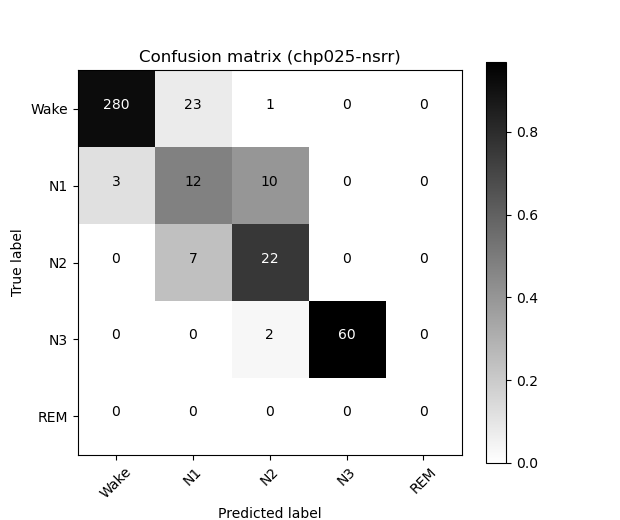 Confusion matrix (chp025-nsrr)
Wake 280 23 1 0 0
N1 3 12 10 0 0
N2 0 7 22 0 0
N3 0 0 2 60 0
REM 0 0 0 0 0
Wake N1 N2 N3 REM
True label
Predicted label
0.8
0.6
0.4
0.2
0.0